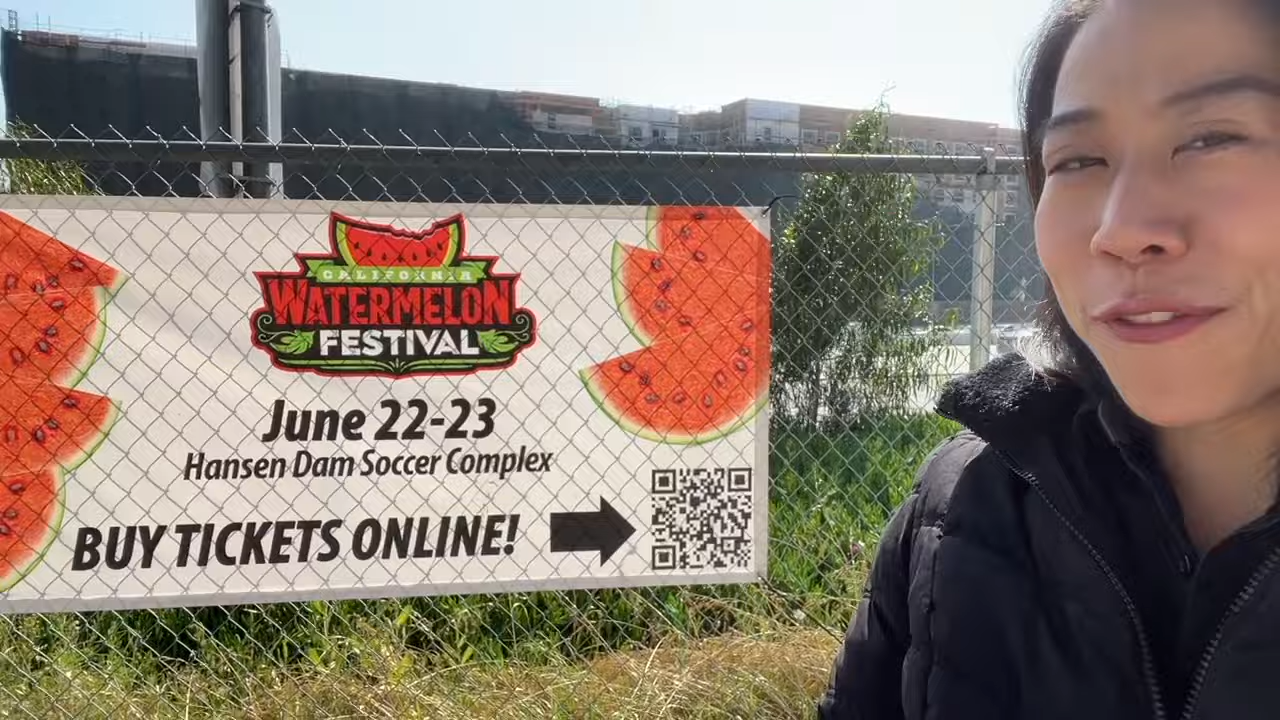 CALIFORNIA
WATERMELON
FESTIVAL
June 22-23
Hansen Dam Soccer Complex
BUY TICKETS ONLINE!